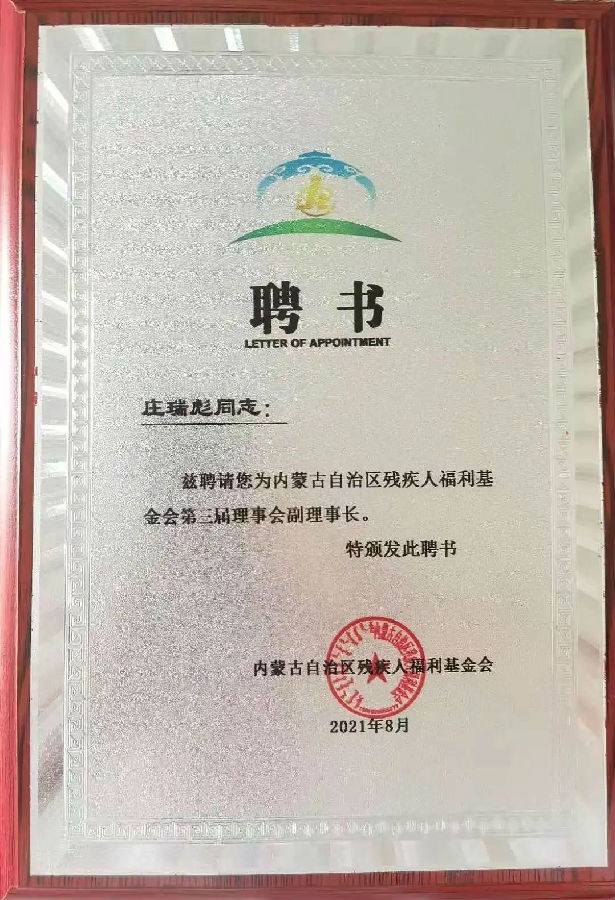 聘书
LETTER OF APPOINTMENT
庄瑞彪同志：
兹聘请您为内蒙古自治区残疾人福利基
金会第三届理事会副理事长。
特颁发此聘书
内蒙古自治区残疾人福利基金会
2021年8月